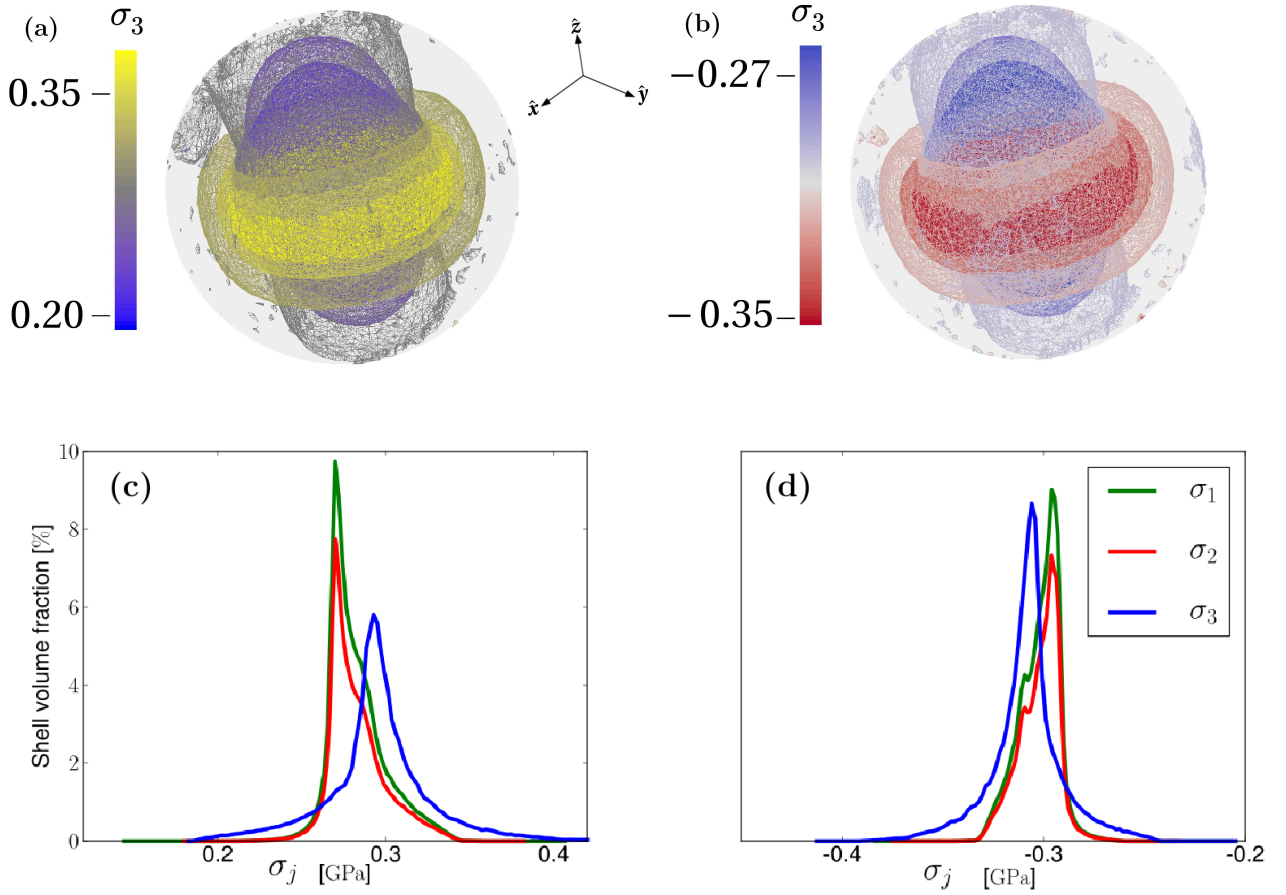 (a)
σ₃
0.35
0.20
ẑ
x̂
ŷ
(b)
σ₃
−0.27
−0.35
(c)
10
8
6
4
2
0
Shell volume fraction [%]
0.2
0.3
0.4
σⱼ [GPa]
(d)
σ₁
σ₂
σ₃
-0.4
-0.3
-0.2
σⱼ [GPa]